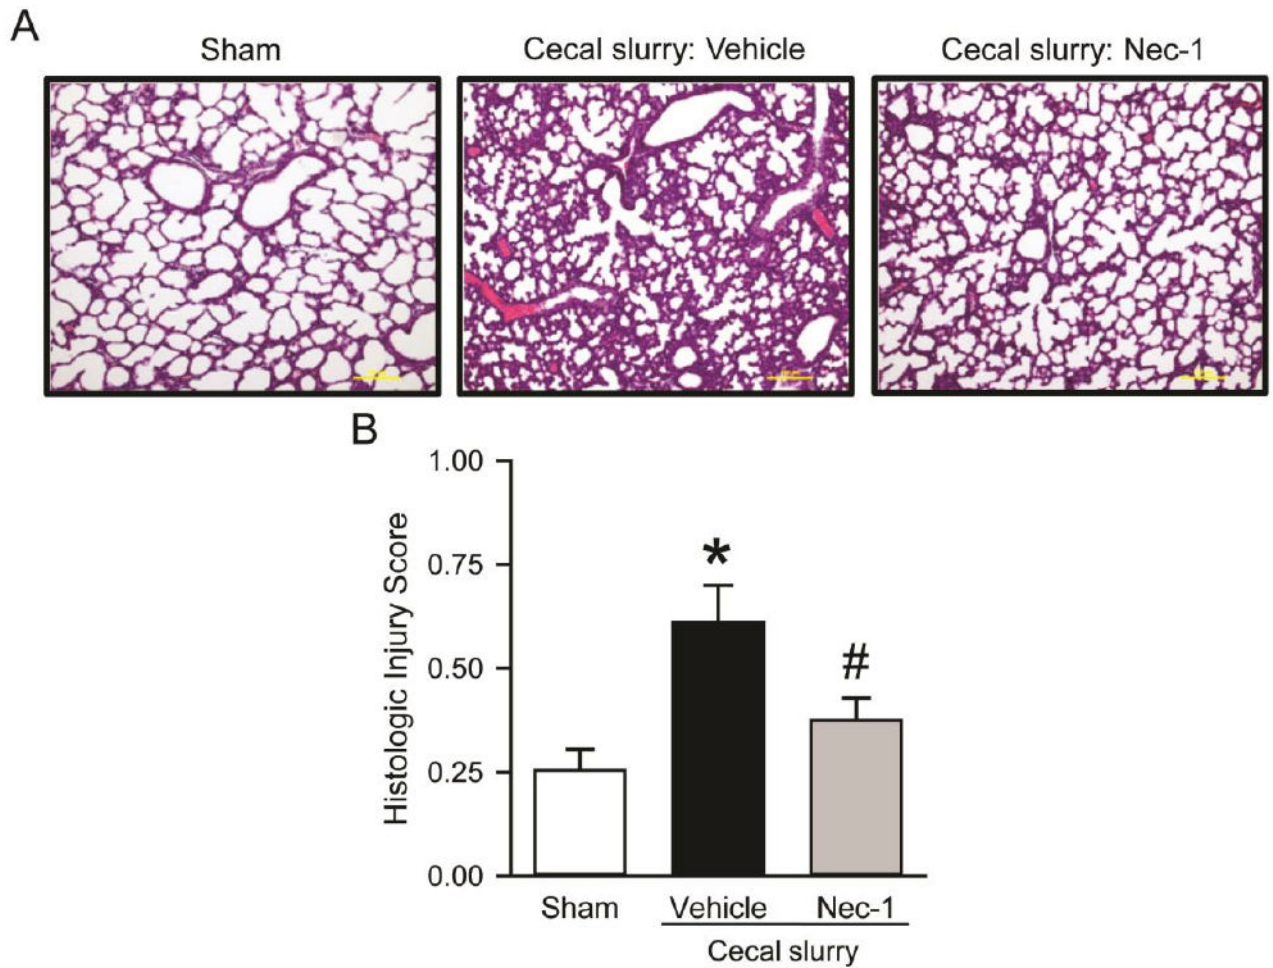 A
Sham
Cecal slurry: Vehicle
Cecal slurry: Nec-1
B
Histologic Injury Score
1.00
0.75
0.50
0.25
0.00
*
#
Sham
Vehicle
Nec-1
Cecal slurry